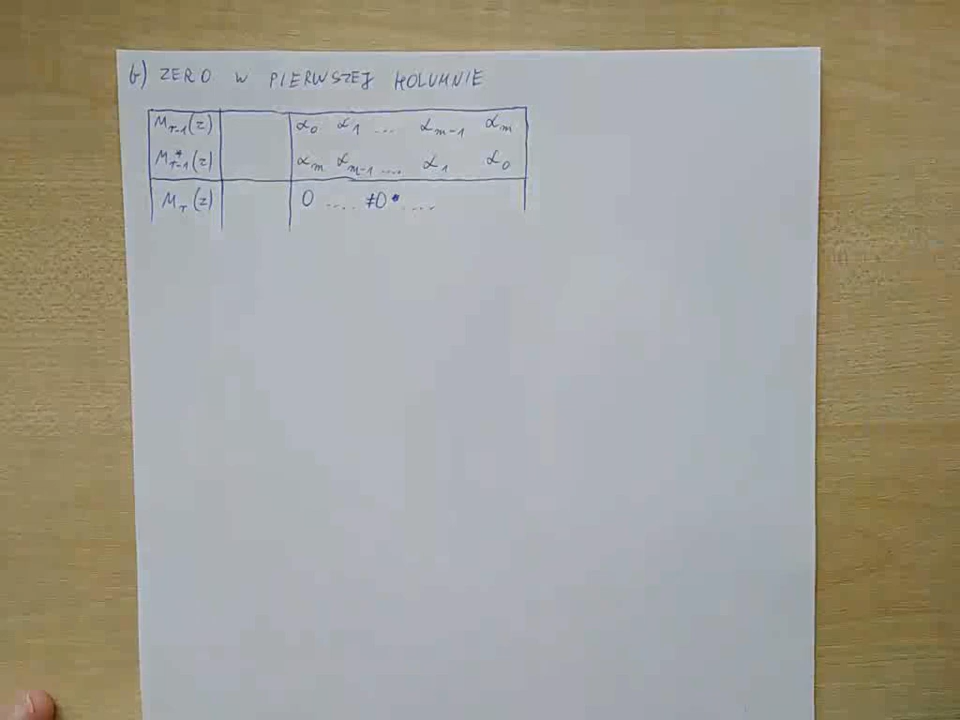 b) ZERO W PIERWSZEJ KOLUMNIE
M_{r-1}(z) α_0 α_1 ... α_{m-1} α_m
M*_{r-1}(z) α_m α_{m-1} .... α_1 α_0
M_r(z) 0 .... ≠0 ....